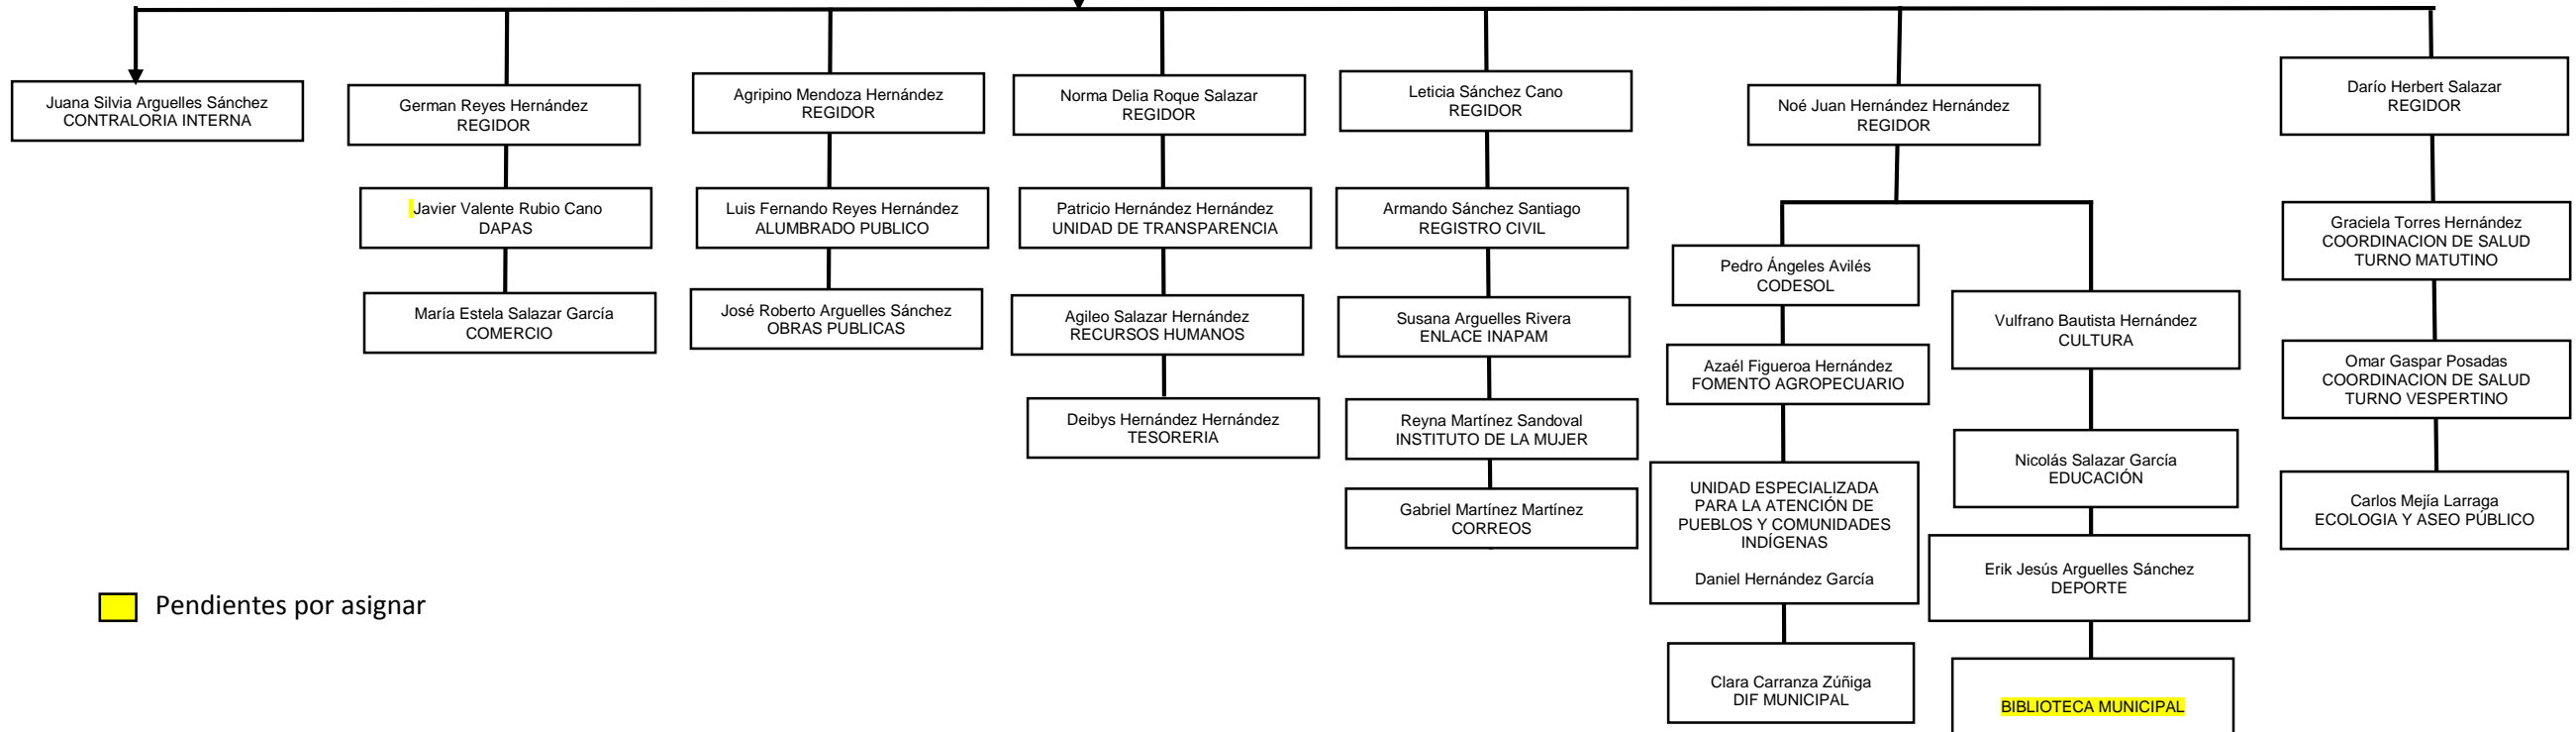 Juana Silvia Arguelles Sánchez
CONTRALORIA INTERNA
German Reyes Hernández
REGIDOR
Javier Valente Rubio Cano
DAPAS
María Estela Salazar García
COMERCIO
Agripino Mendoza Hernández
REGIDOR
Luis Fernando Reyes Hernández
ALUMBRADO PUBLICO
José Roberto Arguelles Sánchez
OBRAS PUBLICAS
Norma Delia Roque Salazar
REGIDOR
Patricio Hernández Hernández
UNIDAD DE TRANSPARENCIA
Agileo Salazar Hernández
RECURSOS HUMANOS
Deibys Hernández Hernández
TESORERIA
Leticia Sánchez Cano
REGIDOR
Armando Sánchez Santiago
REGISTRO CIVIL
Susana Arguelles Rivera
ENLACE INAPAM
Reyna Martínez Sandoval
INSTITUTO DE LA MUJER
Gabriel Martínez Martínez
CORREOS
Noé Juan Hernández Hernández
REGIDOR
Pedro Ángeles Avilés
CODESOL
Azaél Figueroa Hernández
FOMENTO AGROPECUARIO
UNIDAD ESPECIALIZADA
PARA LA ATENCIÓN DE
PUEBLOS Y COMUNIDADES
INDÍGENAS
Daniel Hernández García
Clara Carranza Zúñiga
DIF MUNICIPAL
Vulfrano Bautista Hernández
CULTURA
Nicolás Salazar García
EDUCACIÓN
Erik Jesús Arguelles Sánchez
DEPORTE
BIBLIOTECA MUNICIPAL
Darío Herbert Salazar
REGIDOR
Graciela Torres Hernández
COORDINACION DE SALUD
TURNO MATUTINO
Omar Gaspar Posadas
COORDINACION DE SALUD
TURNO VESPERTINO
Carlos Mejía Larraga
ECOLOGIA Y ASEO PÚBLICO
Pendientes por asignar